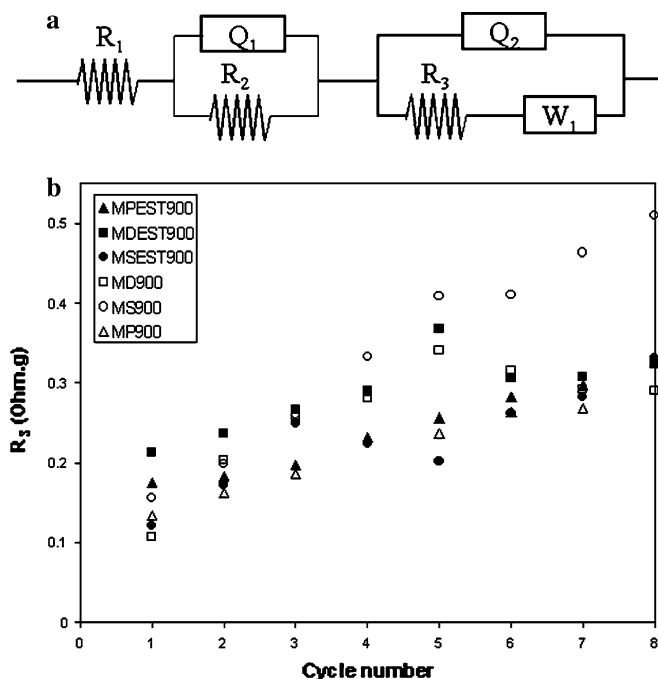 a
R₁
Q₁
R₂
Q₂
R₃
W₁
b
R₃ (Ohm.g)
0.5
0.4
0.3
0.2
0.1
0
MPEST900
MDEST900
MSEST900
MD900
MS900
MP900
0 1 2 3 4 5 6 7 8
Cycle number